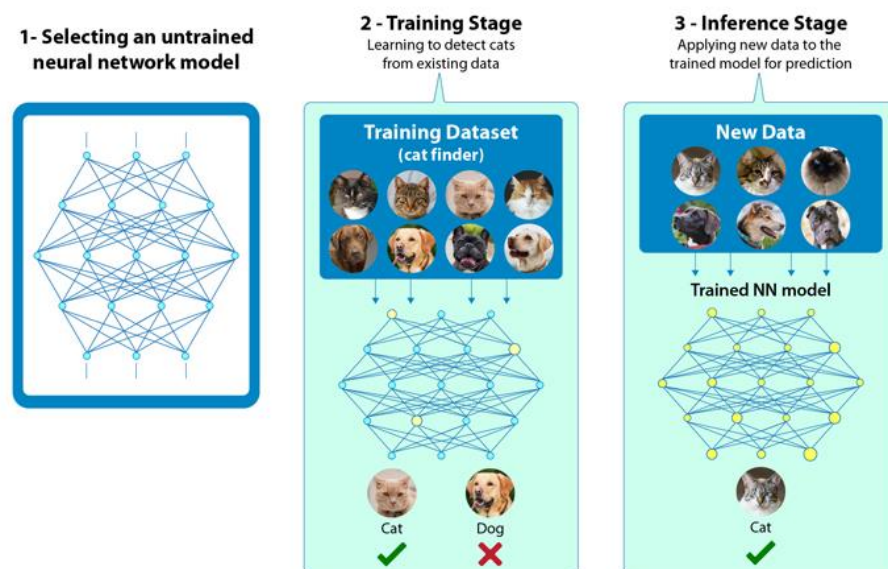 1- Selecting an untrained
neural network model
2 - Training Stage
Learning to detect cats
from existing data
Training Dataset
(cat finder)
Cat
Dog
3 - Inference Stage
Applying new data to the
trained model for prediction
New Data
Trained NN model
Cat